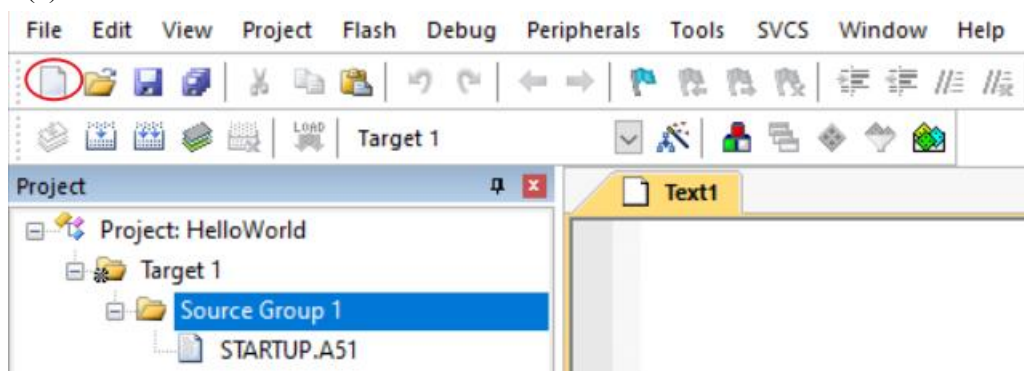 File Edit View Project Flash Debug Peripherals Tools SVCS Window Help
LOAD Target 1
Project Text1
Project: HelloWorld
Target 1
Source Group 1
STARTUP.A51